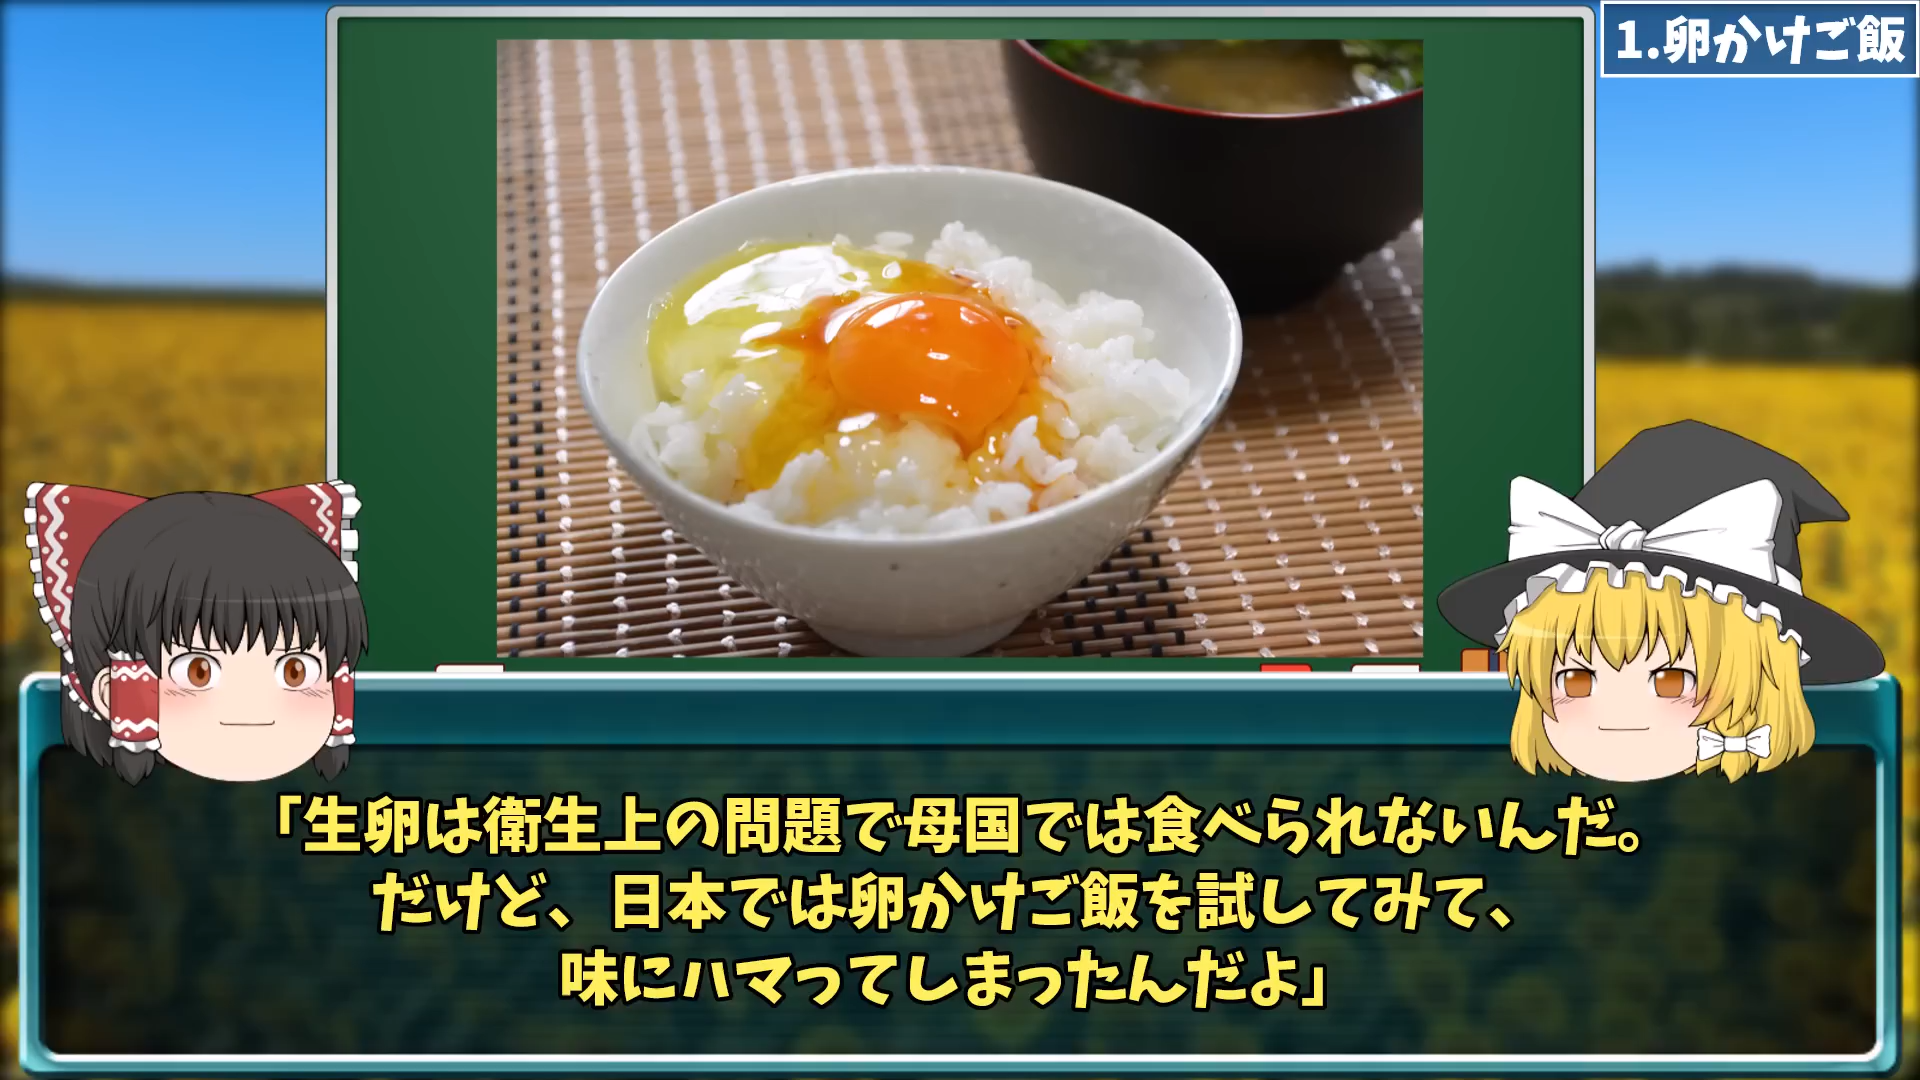 1.卵かけご飯
「生卵は衛生上の問題で母国では食べられないんだ。
だけど、日本では卵かけご飯を試してみて、
味にハマってしまったんだよ」